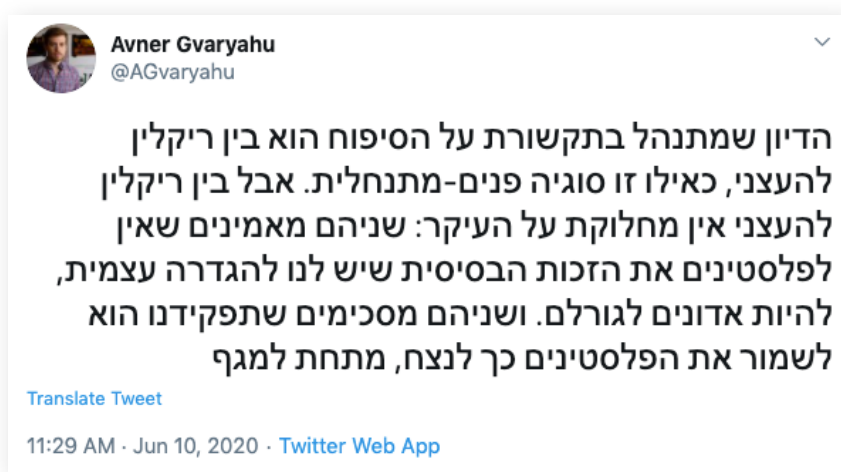 Avner Gvaryahu
@AGvaryahu
הדיון שמתנהל בתקשורת על הסיפוח הוא בין ריקלין
להעצני, כאילו זו סוגיה פנים-מתנחלית. אבל בין ריקלין
להעצני אין מחלוקת על העיקר: שניהם מאמינים שאין
לפלסטינים את הזכות הבסיסית שיש לנו להגדרה עצמית,
להיות אדונים לגורלם. ושניהם מסכימים שתפקידנו הוא
לשמור את הפלסטינים כך לנצח, מתחת למגף
Translate Tweet
11:29 AM · Jun 10, 2020 · Twitter Web App